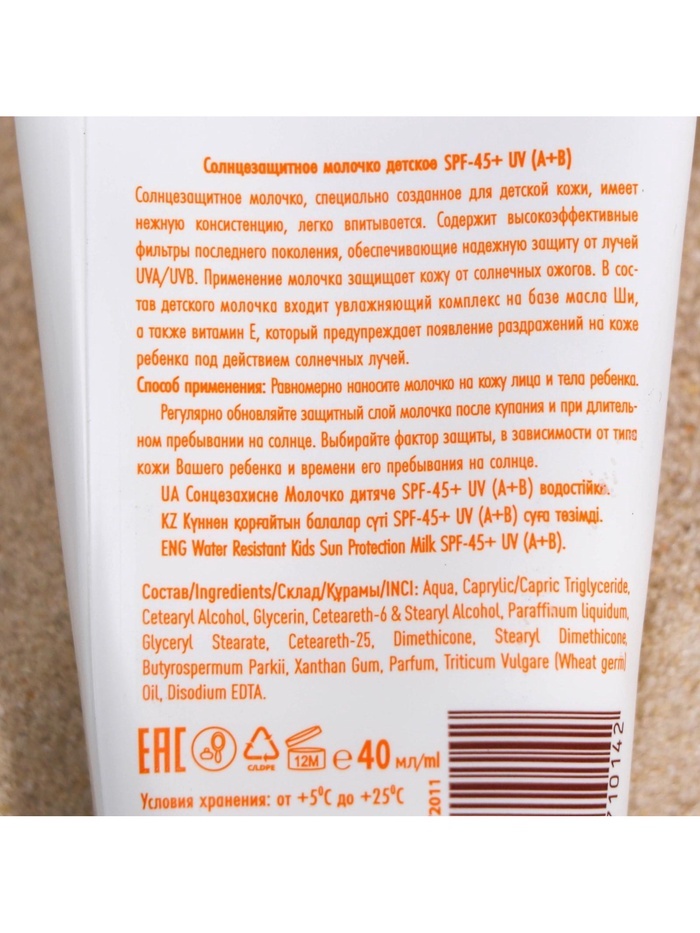 Солнцезащитное молочко детское SPF-45+ UV (A+B)
Солнцезащитное молочко, специально созданное для детской кожи, имеет
нежную консистенцию, легко впитывается. Содержит высокоэффективные
фильтры последнего поколения, обеспечивающие надежную защиту от лучей
UVA/UVB. Применение молочка защищает кожу от солнечных ожогов. В сос-
тав детского молочка входит увлажняющий комплекс на базе масла Ши,
а также витамин Е, который предупреждает появление раздражений на коже
ребенка под действием солнечных лучей.
Способ применения: Равномерно наносите молочко на кожу лица и тела ребенка.
Регулярно обновляйте защитный слой молочка после купания и при длитель-
ном пребывании на солнце. Выбирайте фактор защиты, в зависимости от типа
кожи Вашего ребенка и времени его пребывания на солнце.
UA Сонцезахисне Молочко дитяче SPF-45+ UV (A+B) водостійке.
KZ Күннен қорғайтын балалар сүті SPF-45+ UV (A+B) суға төзімді.
ENG Water Resistant Kids Sun Protection Milk SPF-45+ UV (A+B).
Состав/Ingredients/Склад/Құрамы/INCI: Aqua, Caprylic/Capric Triglyceride,
Cetearyl Alcohol, Glycerin, Ceteareth-6 & Stearyl Alcohol, Paraffinum liquidum,
Glyceryl Stearate, Ceteareth-25, Dimethicone, Stearyl Dimethicone,
Butyrospermum Parkii, Xanthan Gum, Parfum, Triticum Vulgare (Wheat germ)
Oil, Disodium EDTA.
EAC C/LDPE 12M e 40 мл/ml
Условия хранения: от +5°C до +25°C
2011
710142